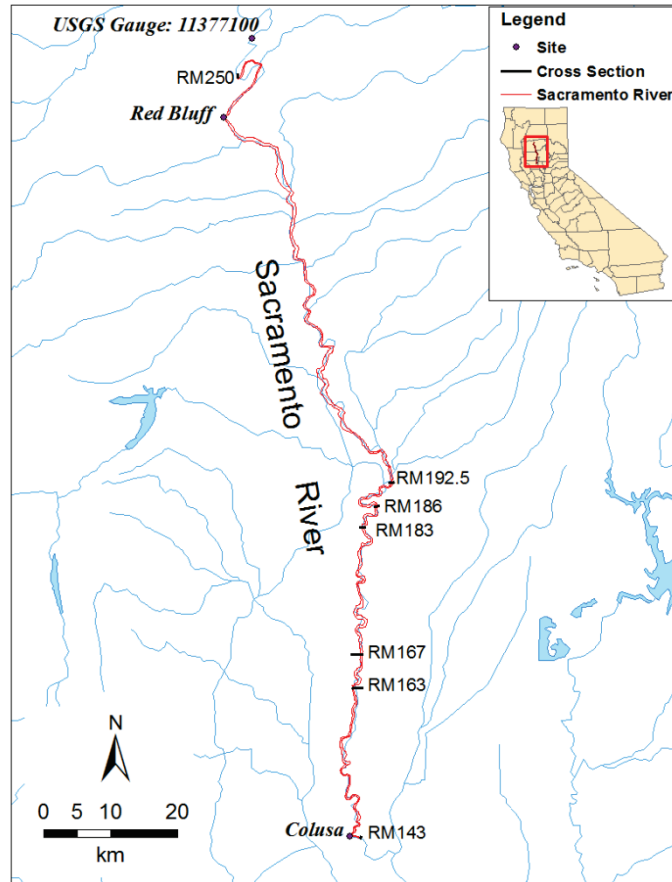 USGS Gauge: 11377100
RM250
Red Bluff
Sacramento
River
RM192.5
RM186
RM183
RM167
RM163
Colusa
RM143
N
0 5 10 20
km
Legend
Site
Cross Section
Sacramento River